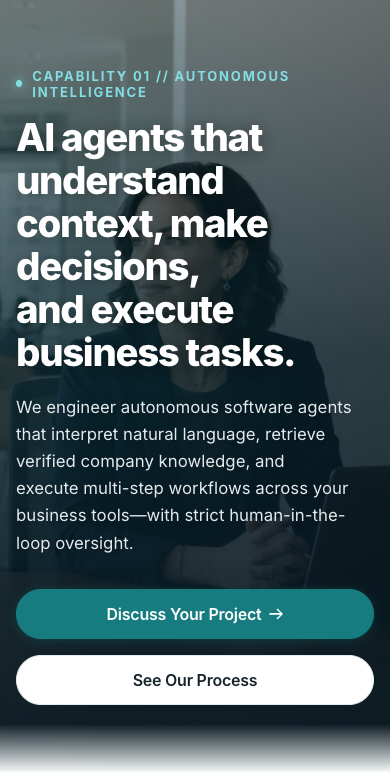 CAPABILITY 01 // AUTONOMOUS
INTELLIGENCE
AI agents that
understand
context, make
decisions,
and execute
business tasks.
We engineer autonomous software agents
that interpret natural language, retrieve
verified company knowledge, and
execute multi-step workflows across your
business tools—with strict human-in-the-
loop oversight.
Discuss Your Project →
See Our Process